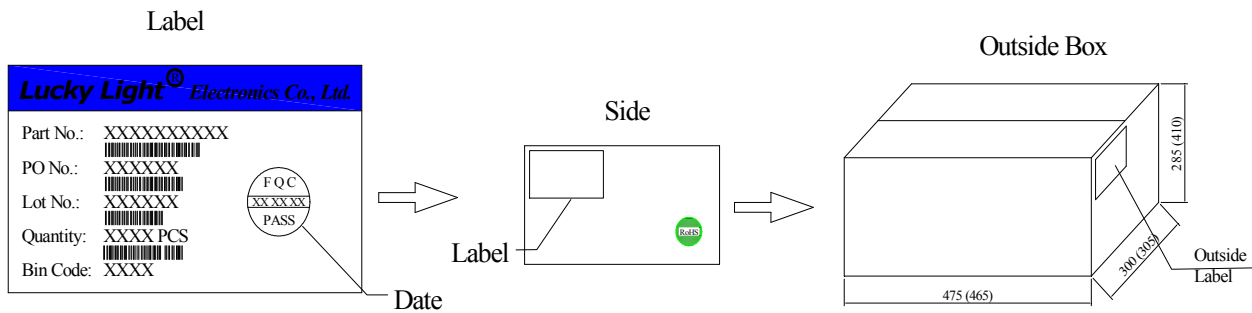 Label
Lucky Light® Electronics Co., Ltd.
Part No.: XXXXXXXXXX
PO No.: XXXXXX
Lot No.: XXXXXX
Quantity: XXXX PCS
Bin Code: XXXX
F Q C
XX XX XX
PASS
Date
Side
RoHS
Label
Outside Box
285 (410)
300 (305)
475 (465)
Outside
Label